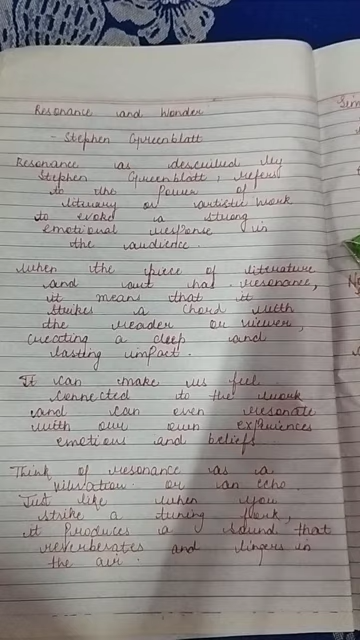 Resonance and Wonder
- Stephen Greenblatt
Resonance as described by
Stephen Greenblatt, refers
to the Power of
literary or artistic work
to evoke a strong
emotional response in
the audience.
When the piece of literature
and art has resonance,
it means that it
strikes a chord with
the reader or viewer,
creating a deep and
lasting impact.
It can make us feel
connected to the work
and can even resonate
with our own experiences
emotions and beliefs.
Think of resonance as a
vibration or an echo.
Just like when you
strike a tuning fork,
it Produces a sound that
reverberates and lingers in
the air.